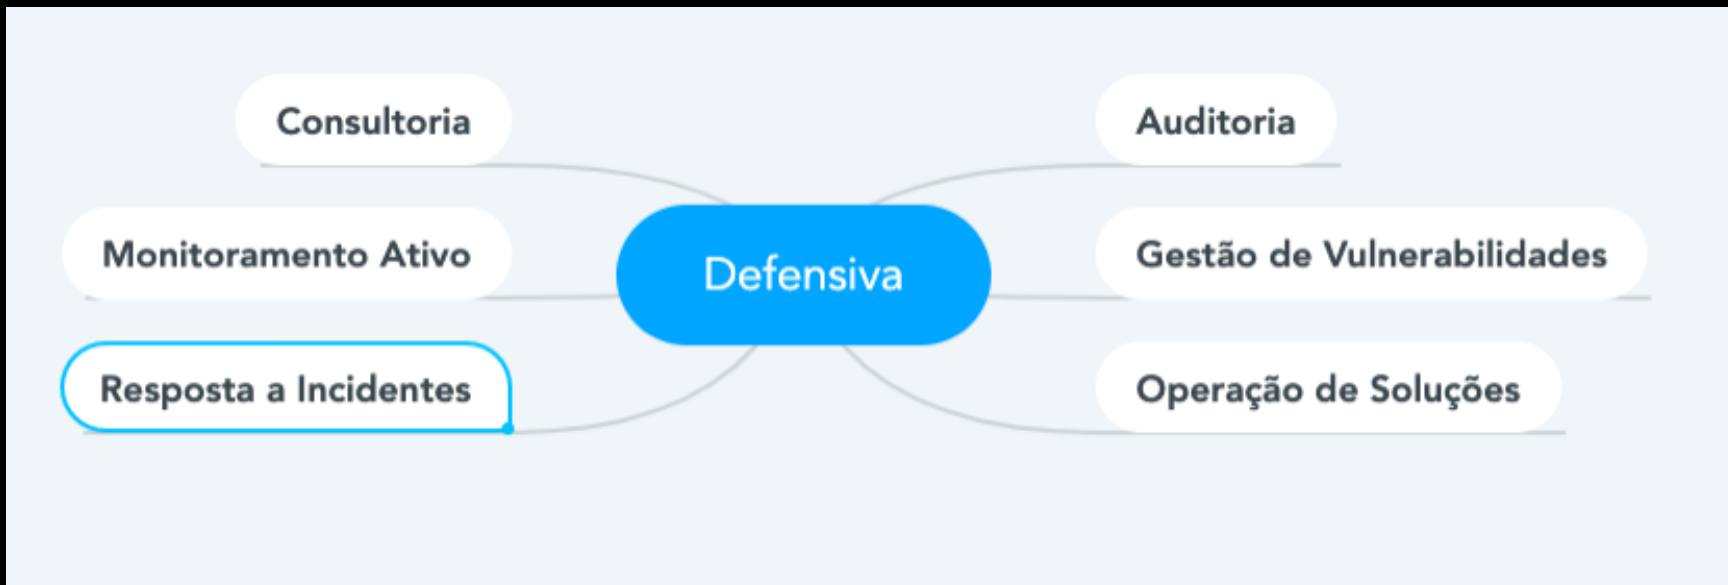 Consultoria
Auditoria
Monitoramento Ativo
Defensiva
Gestão de Vulnerabilidades
Resposta a Incidentes
Operação de Soluções